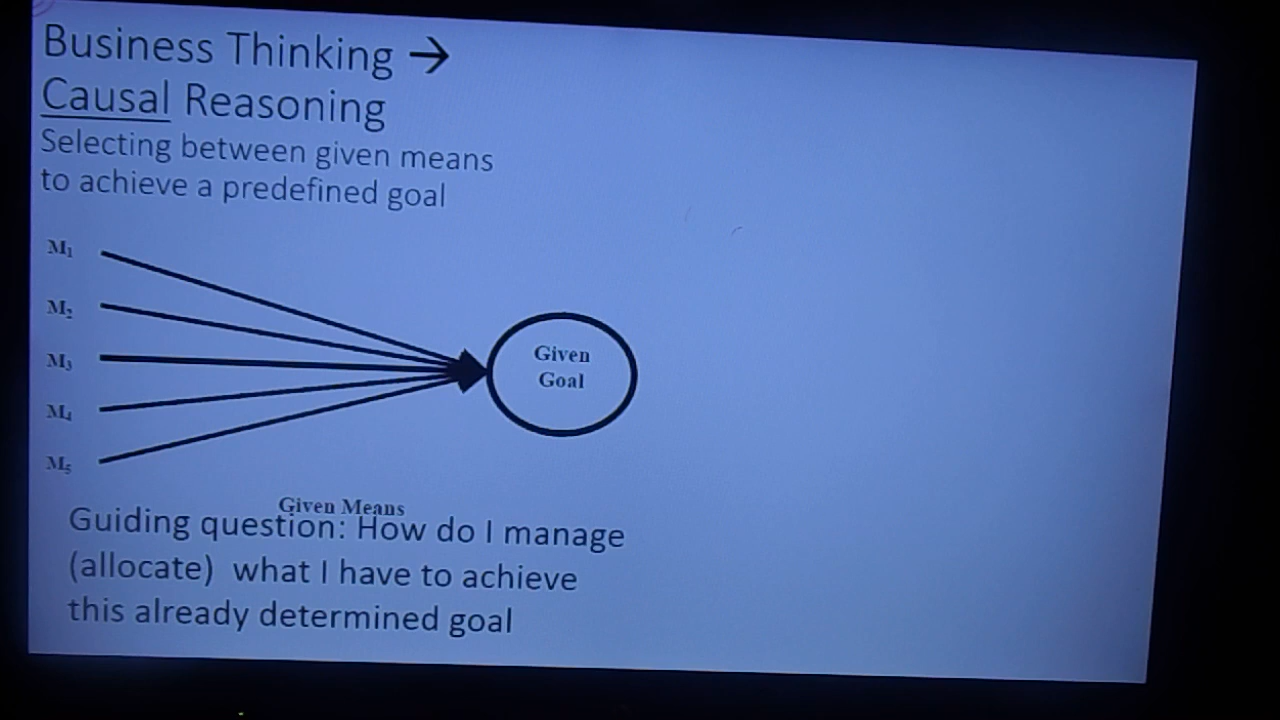 Business Thinking →
Causal Reasoning
Selecting between given means
to achieve a predefined goal
M₁
M₂
M₃
M₄
M₅
Given
Goal
Given Means
Guiding question: How do I manage
(allocate) what I have to achieve
this already determined goal